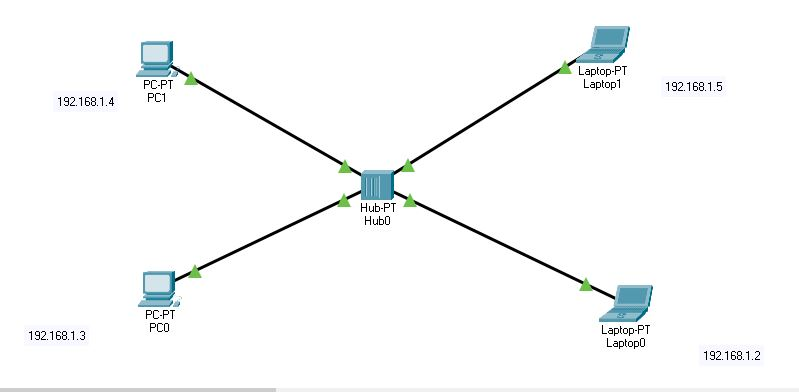 PC-PT
PC1
192.168.1.4
Laptop-PT
Laptop1
192.168.1.5
Hub-PT
Hub0
PC-PT
PC0
192.168.1.3
Laptop-PT
Laptop0
192.168.1.2